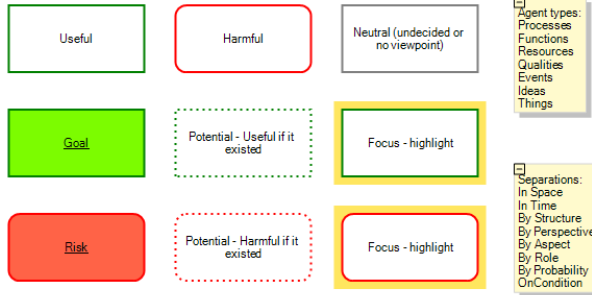 Useful
Harmful
Neutral (undecided or
no viewpoint)
Goal
Potential - Useful if it
existed
Focus - highlight
Risk
Potential - Harmful if it
existed
Focus - highlight
Agent types:
Processes
Functions
Resources
Qualities
Events
Ideas
Things
Separations:
In Space
In Time
By Structure
By Perspective
By Aspect
By Role
By Probability
OnCondition